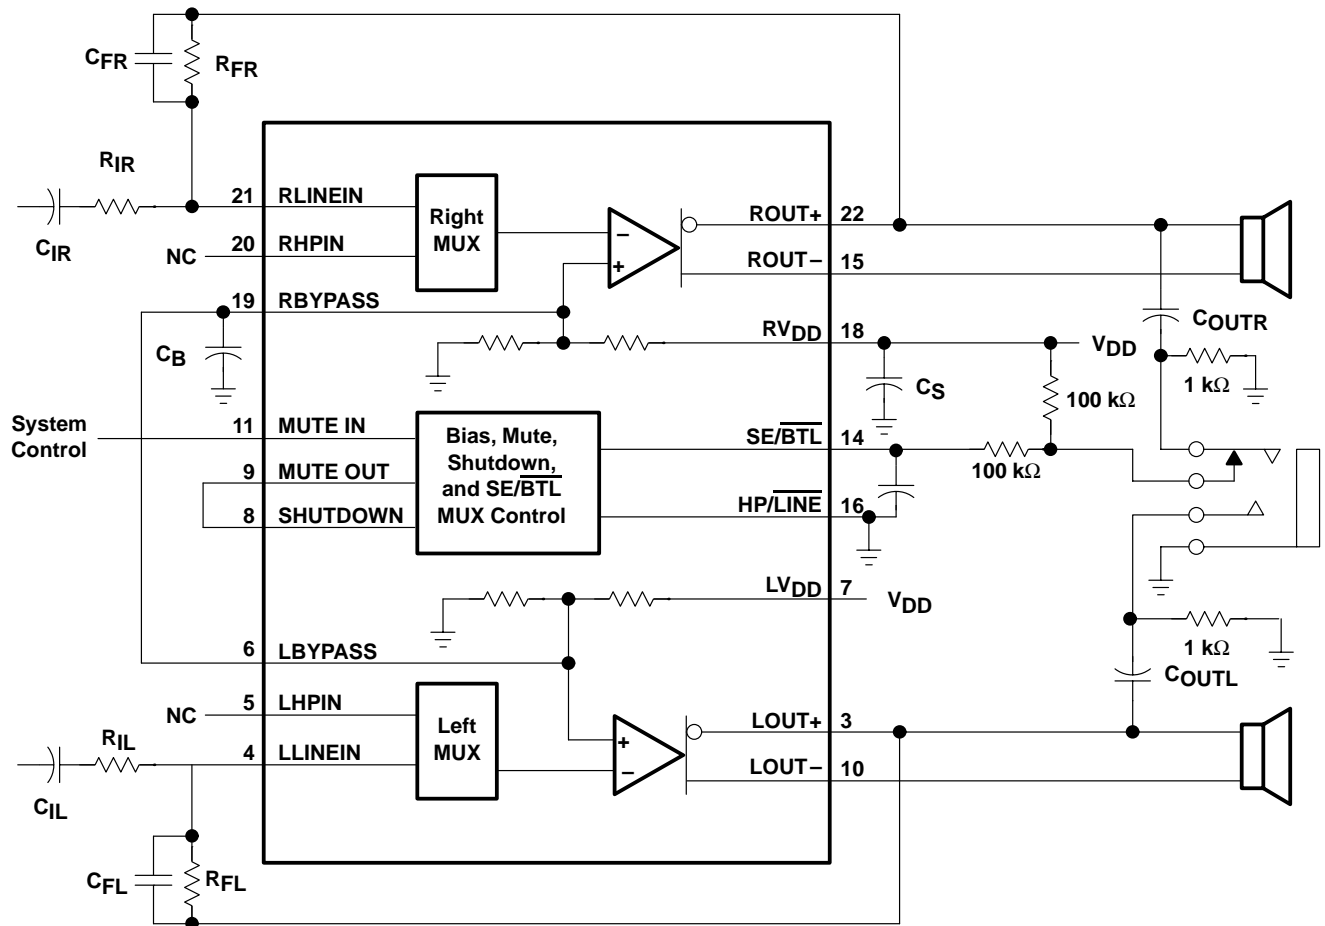 CFR
RFR
RIR
CIR
21 RLINEIN
NC 20 RHPIN
Right
MUX
−
+
ROUT+ 22
ROUT− 15
19 RBYPASS
CB
RVDD 18
VDD
CS
COUTR
1 kΩ
100 kΩ
100 kΩ
System
Control
11 MUTE IN
9 MUTE OUT
8 SHUTDOWN
Bias, Mute,
Shutdown,
and SE/BTL
MUX Control
SE/BTL 14
HP/LINE 16
LVDD 7
VDD
1 kΩ
COUTL
6 LBYPASS
NC 5 LHPIN
RIL
CIL
4 LLINEIN
Left
MUX
+
−
LOUT+ 3
LOUT− 10
CFL
RFL